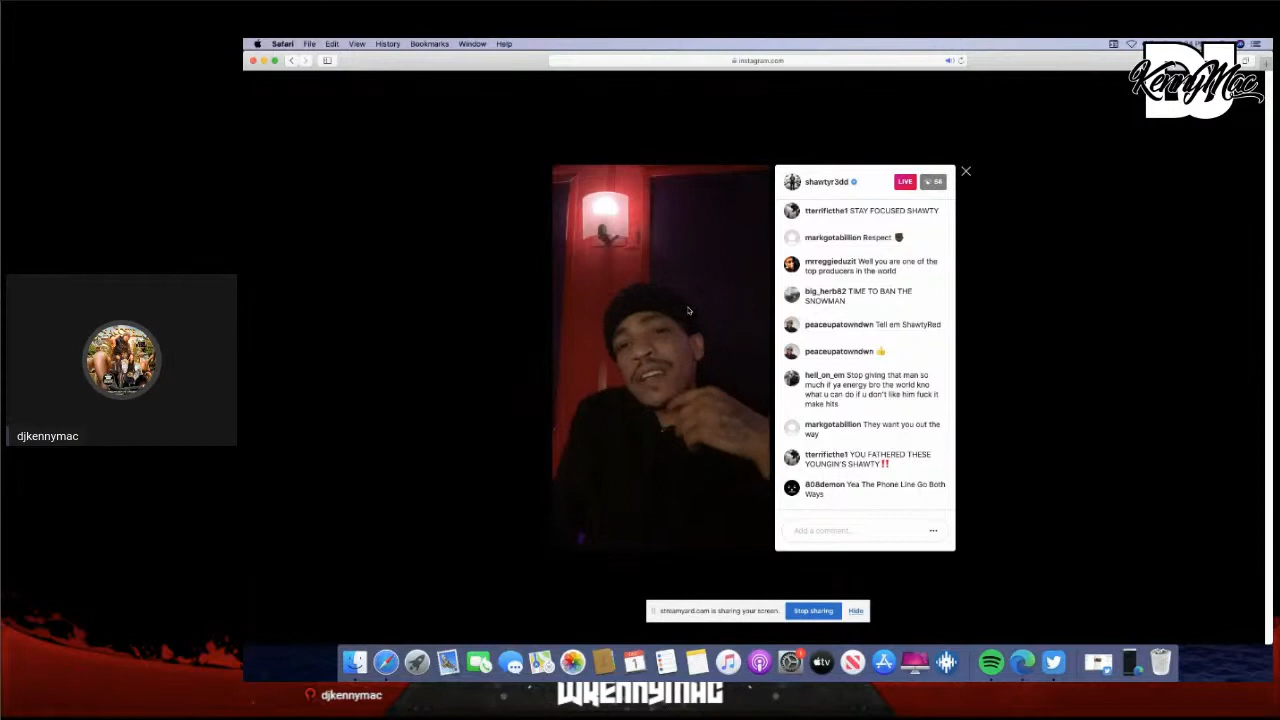 Safari File Edit View History Bookmarks Window Help
instagram.com
DJ
KennyMac
shawtyr3dd
LIVE
56
tterrificthe1 STAY FOCUSED SHAWTY
markgotabillion Respect ✊🏿
mrreggieduzit Well you are one of the
top producers in the world
big_herb82 TIME TO BAN THE
SNOWMAN
peaceupatowndwn Tell em ShawtyRed
peaceupatowndwn 👍
hell_on_em Stop giving that man so
much if ya energy bro the world kno
what u can do if u don't like him fuck it
make hits
markgotabillion They want you out the
way
tterrificthe1 YOU FATHERED THESE
YOUNGIN'S SHAWTY‼️
808demon Yea The Phone Line Go Both
Ways
Add a comment...
djkennymac
streamyard.com is sharing your screen.
Stop sharing
Hide
1
1
tv
djkennymac